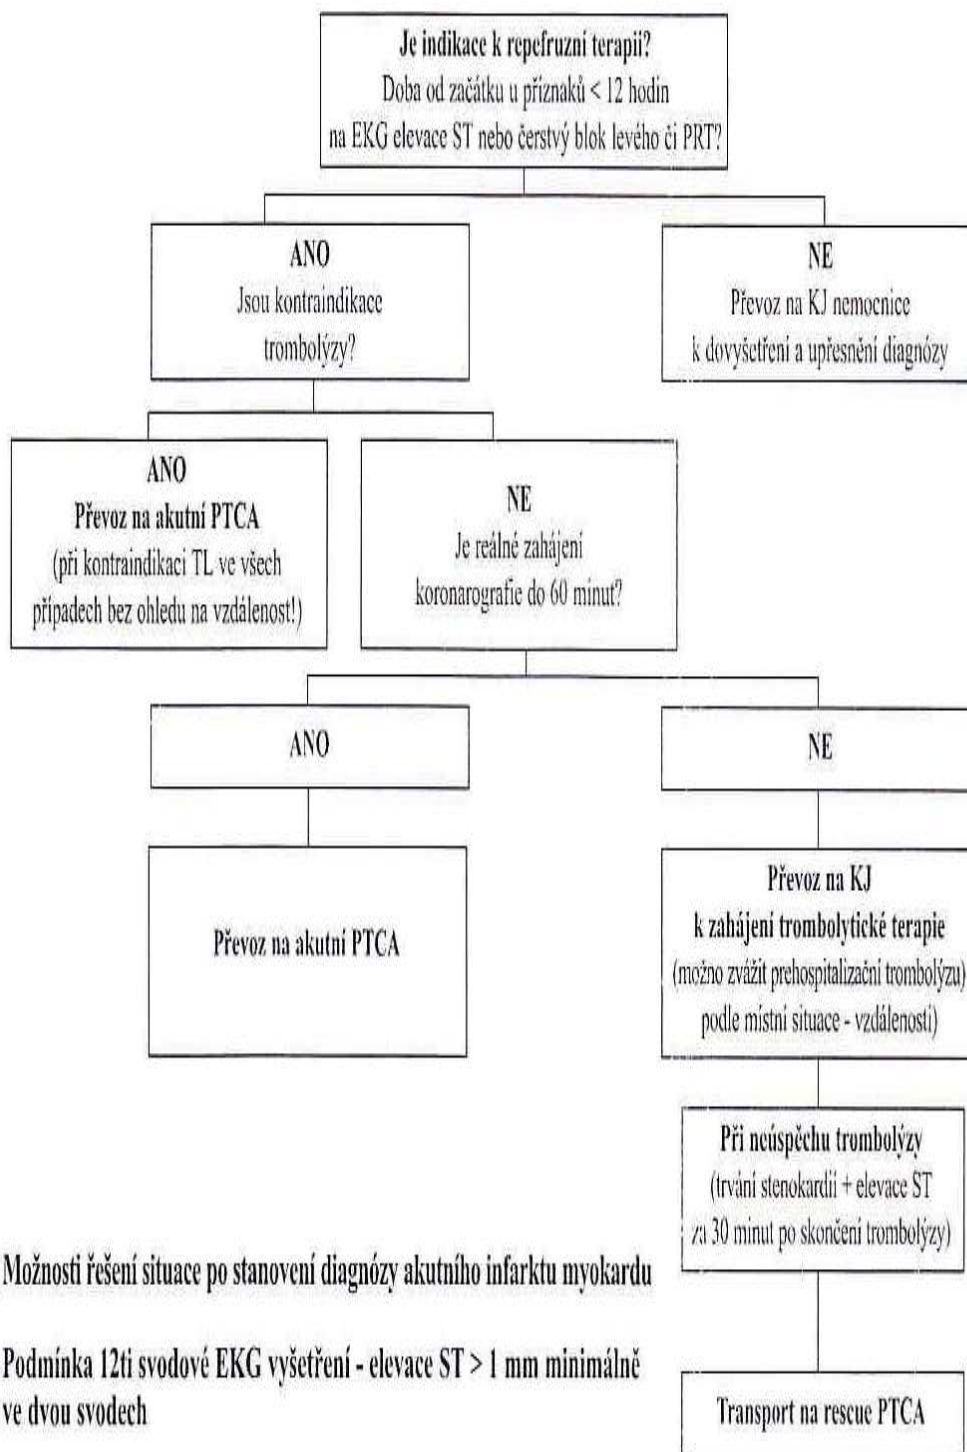 Je indikace k repefruzní terapii?
Doba od začátku u příznaků < 12 hodin
na EKG elevace ST nebo čerstvý blok levého či PRT?
ANO
Jsou kontraindikace
trombolýzy?
NE
Převoz na KJ nemocnice
k dovyšetření a upřesnění diagnózy
ANO
Převoz na akutní PTCA
(při kontraindikaci TL ve všech
případech bez ohledu na vzdálenost!)
NE
Je reálné zahájení
koronarografie do 60 minut?
ANO
NE
Převoz na akutní PTCA
Převoz na KJ
k zahájení trombolytické terapie
(možno zvážit prehospitalizační trombolýzu)
podle místní situace - vzdálenosti)
Při neúspěchu trombolýzy
(trvání stenokardií + elevace ST
za 30 minut po skončení trombolýzy)
Možnosti řešení situace po stanovení diagnózy akutního infarktu myokardu
Podmínka 12ti svodové EKG vyšetření - elevace ST > 1 mm minimálně
ve dvou svodech
Transport na rescue PTCA